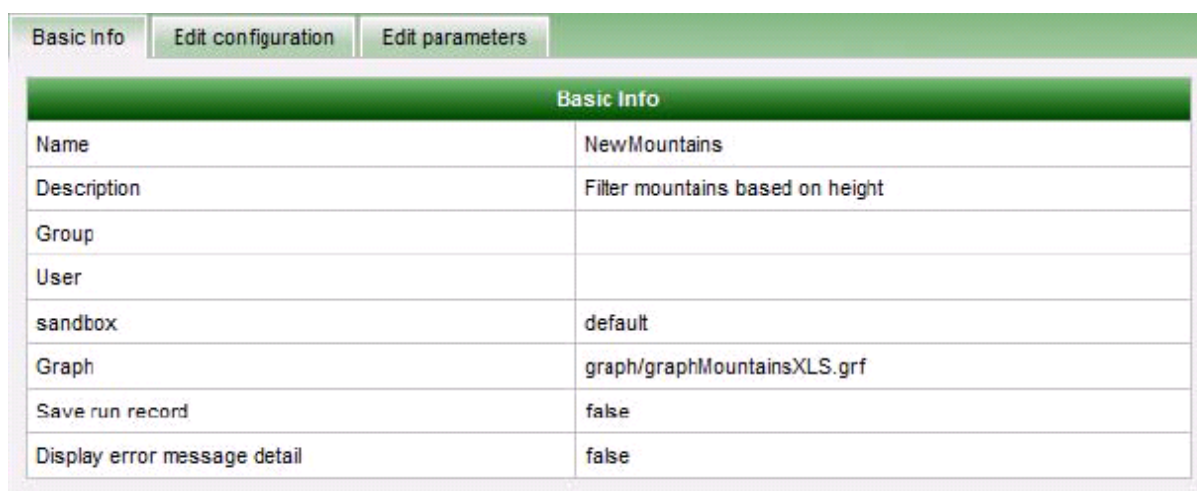 Basic Info Edit configuration Edit parameters
Basic Info
Name NewMountains
Description Filter mountains based on height
Group
User
sandbox default
Graph graph/graphMountainsXLS.grf
Save run record false
Display error message detail false